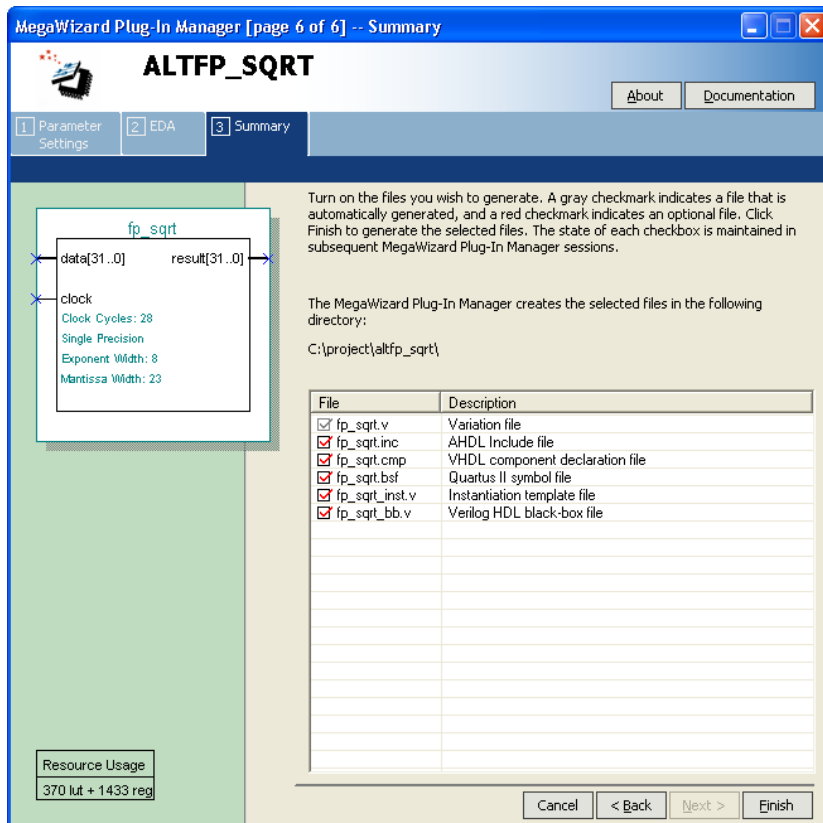 MegaWizard Plug-In Manager [page 6 of 6] -- Summary
ALTFP_SQRT
About
Documentation
1 Parameter
Settings
2 EDA
3 Summary
fp_sqrt
data[31..0] result[31..0]
clock
Clock Cycles: 28
Single Precision
Exponent Width: 8
Mantissa Width: 23
Resource Usage
370 lut + 1433 reg
Turn on the files you wish to generate. A gray checkmark indicates a file that is
automatically generated, and a red checkmark indicates an optional file. Click
Finish to generate the selected files. The state of each checkbox is maintained in
subsequent MegaWizard Plug-In Manager sessions.
The MegaWizard Plug-In Manager creates the selected files in the following
directory:
C:\project\altfp_sqrt\
File Description
fp_sqrt.v Variation file
fp_sqrt.inc AHDL Include file
fp_sqrt.cmp VHDL component declaration file
fp_sqrt.bsf Quartus II symbol file
fp_sqrt_inst.v Instantiation template file
fp_sqrt_bb.v Verilog HDL black-box file
Cancel
< Back
Next >
Finish